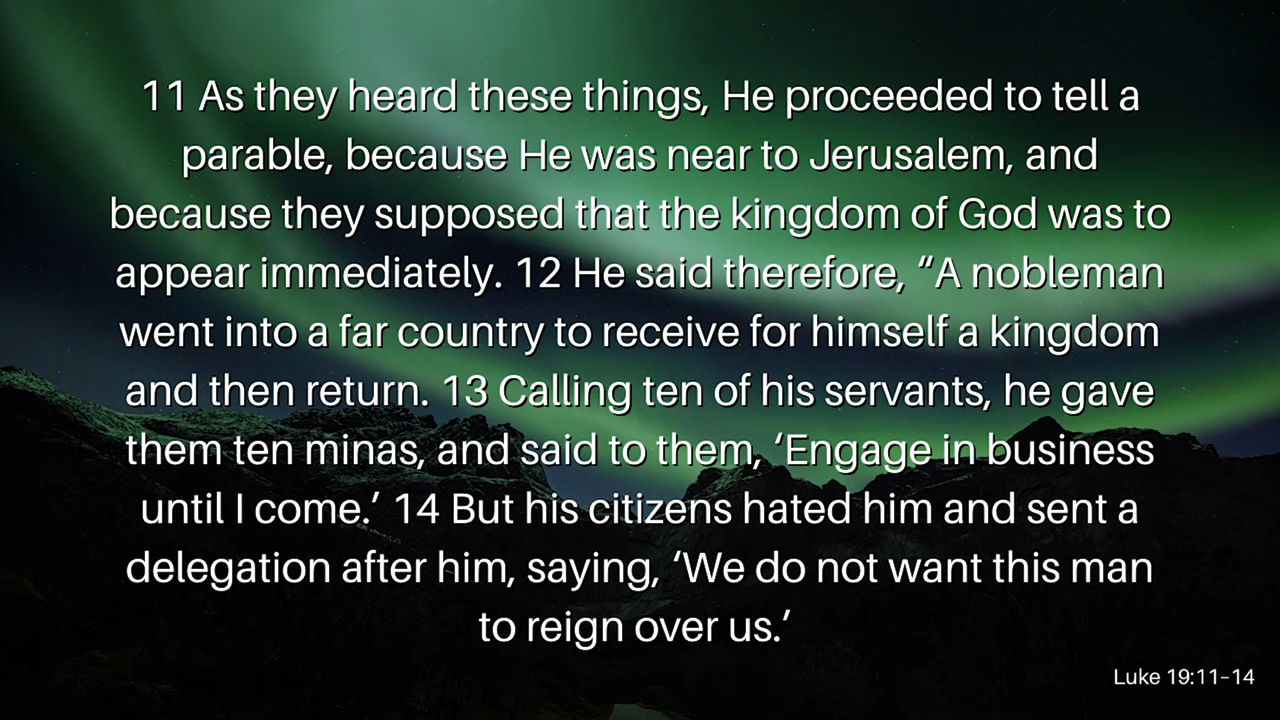 11 As they heard these things, He proceeded to tell a
parable, because He was near to Jerusalem, and
because they supposed that the kingdom of God was to
appear immediately. 12 He said therefore, “A nobleman
went into a far country to receive for himself a kingdom
and then return. 13 Calling ten of his servants, he gave
them ten minas, and said to them, ‘Engage in business
until I come.’ 14 But his citizens hated him and sent a
delegation after him, saying, ‘We do not want this man
to reign over us.’
Luke 19:11–14